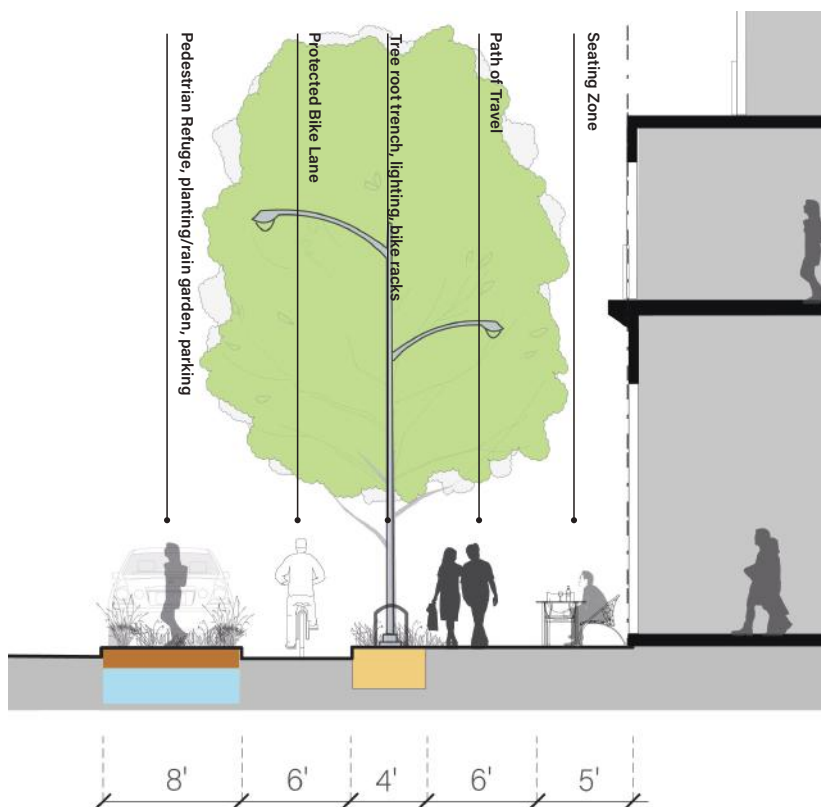 Pedestrian Refuge, planting/rain garden, parking
Protected Bike Lane
Tree root trench, lighting, bike racks
Path of Travel
Seating Zone
8'
6'
4'
6'
5'